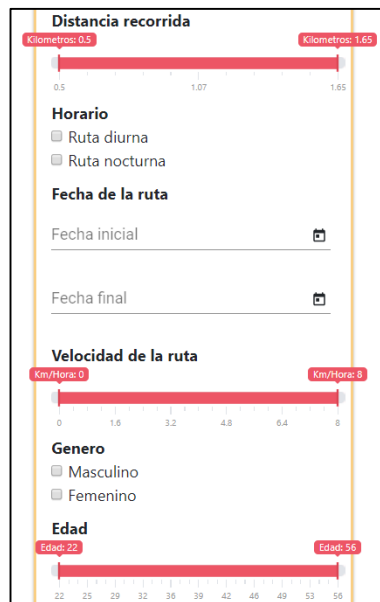 Distancia recorrida
Kilometros: 0.5 Kilometros: 1.65
0.5 1.07 1.65
Horario
Ruta diurna
Ruta nocturna
Fecha de la ruta
Fecha inicial
Fecha final
Velocidad de la ruta
Km/Hora: 0 Km/Hora: 8
0 1.6 3.2 4.8 6.4 8
Genero
Masculino
Femenino
Edad
Edad: 22 Edad: 56
22 25 29 32 36 39 42 46 49 53 56